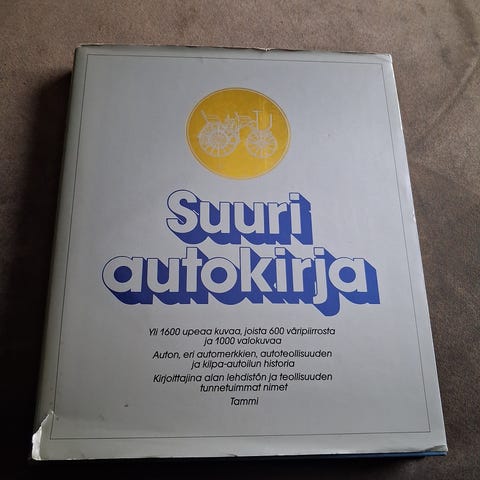 Suuri
autokirja
Yli 1600 upeaa kuvaa, joista 600 väripiirrosta
ja 1000 valokuvaa
Auton, eri automerkkien, autoteollisuuden
ja kilpa-autoilun historia
Kirjoittajina alan lehdistön ja teollisuuden
tunnetuimmat nimet
Tammi